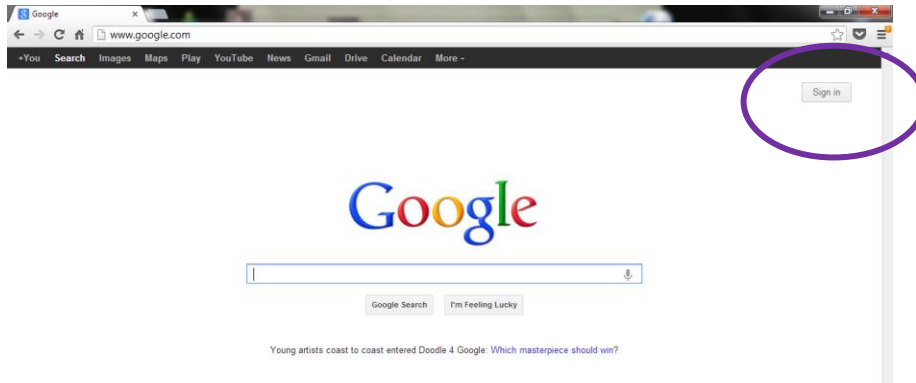 Google
www.google.com
+You Search Images Maps Play YouTube News Gmail Drive Calendar More -
Sign in
Google
Google Search I'm Feeling Lucky
Young artists coast to coast entered Doodle 4 Google: Which masterpiece should win?